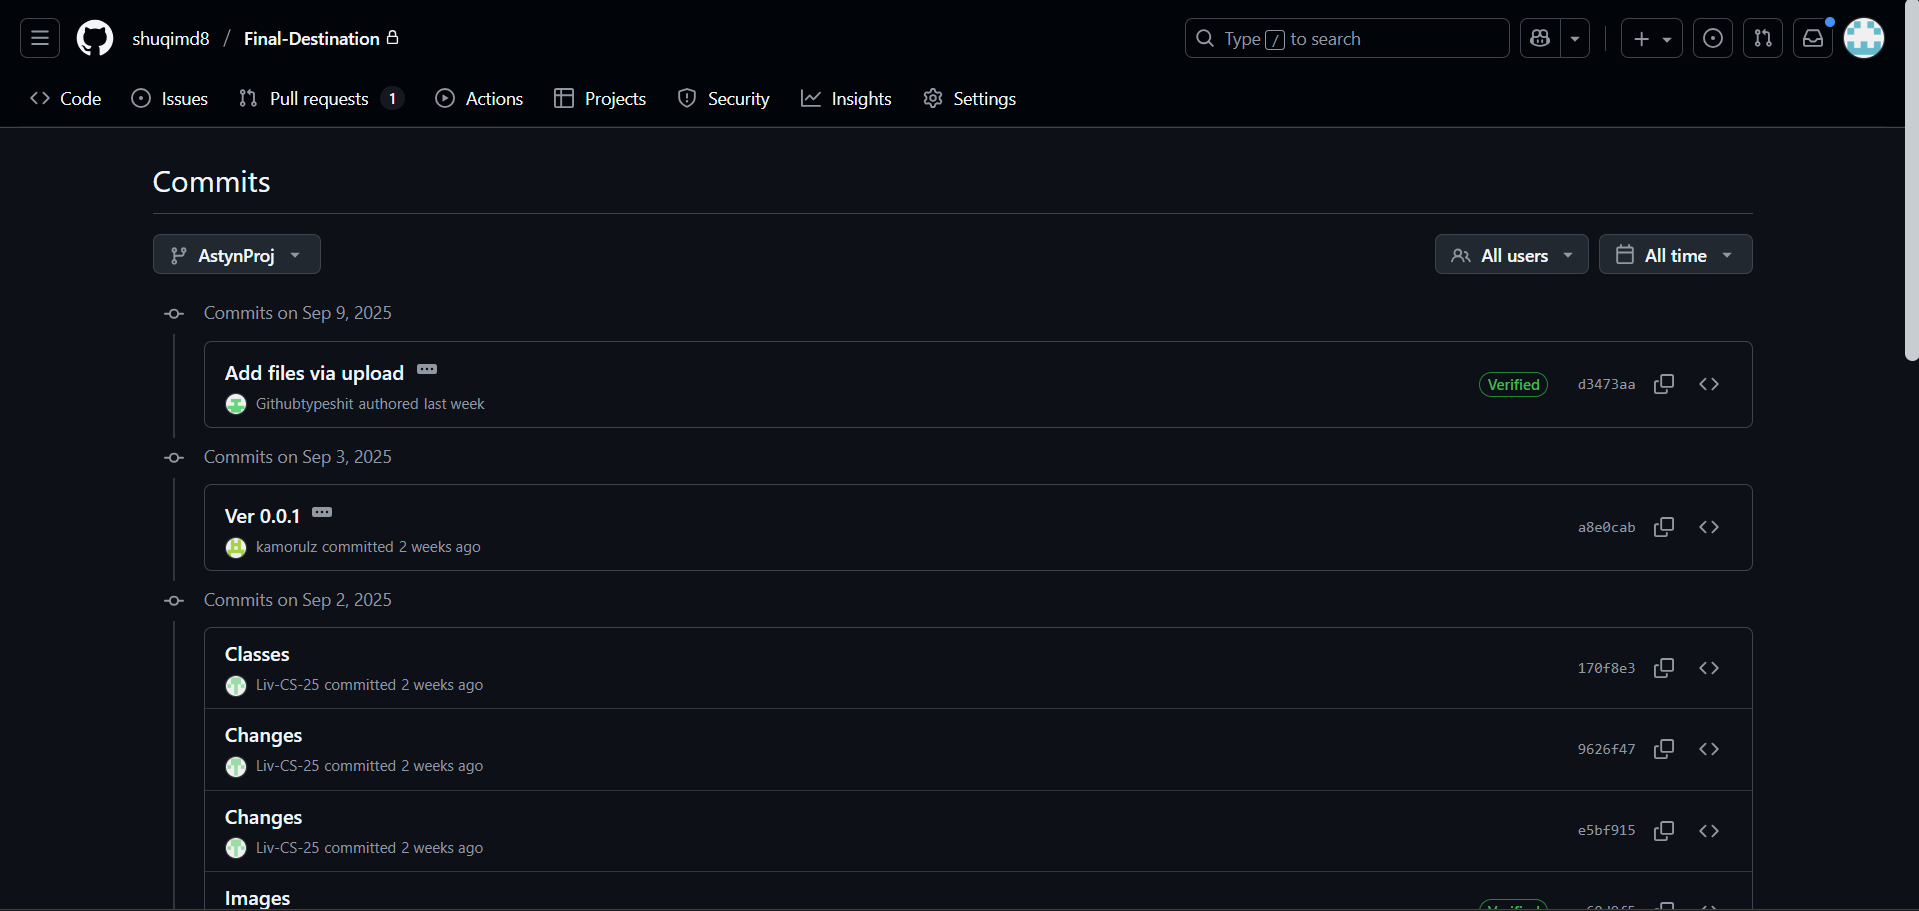 shuqimd8 / Final-Destination
Type / to search
Code Issues Pull requests 1 Actions Projects Security Insights Settings
Commits
AstynProj
All users All time
Commits on Sep 9, 2025
Add files via upload
Verified d3473aa
Githubtypeshit authored last week
Commits on Sep 3, 2025
Ver 0.0.1
a8e0cab
kamorulz committed 2 weeks ago
Commits on Sep 2, 2025
Classes
170f8e3
Liv-CS-25 committed 2 weeks ago
Changes
9626f47
Liv-CS-25 committed 2 weeks ago
Changes
e5bf915
Liv-CS-25 committed 2 weeks ago
Images
Verified